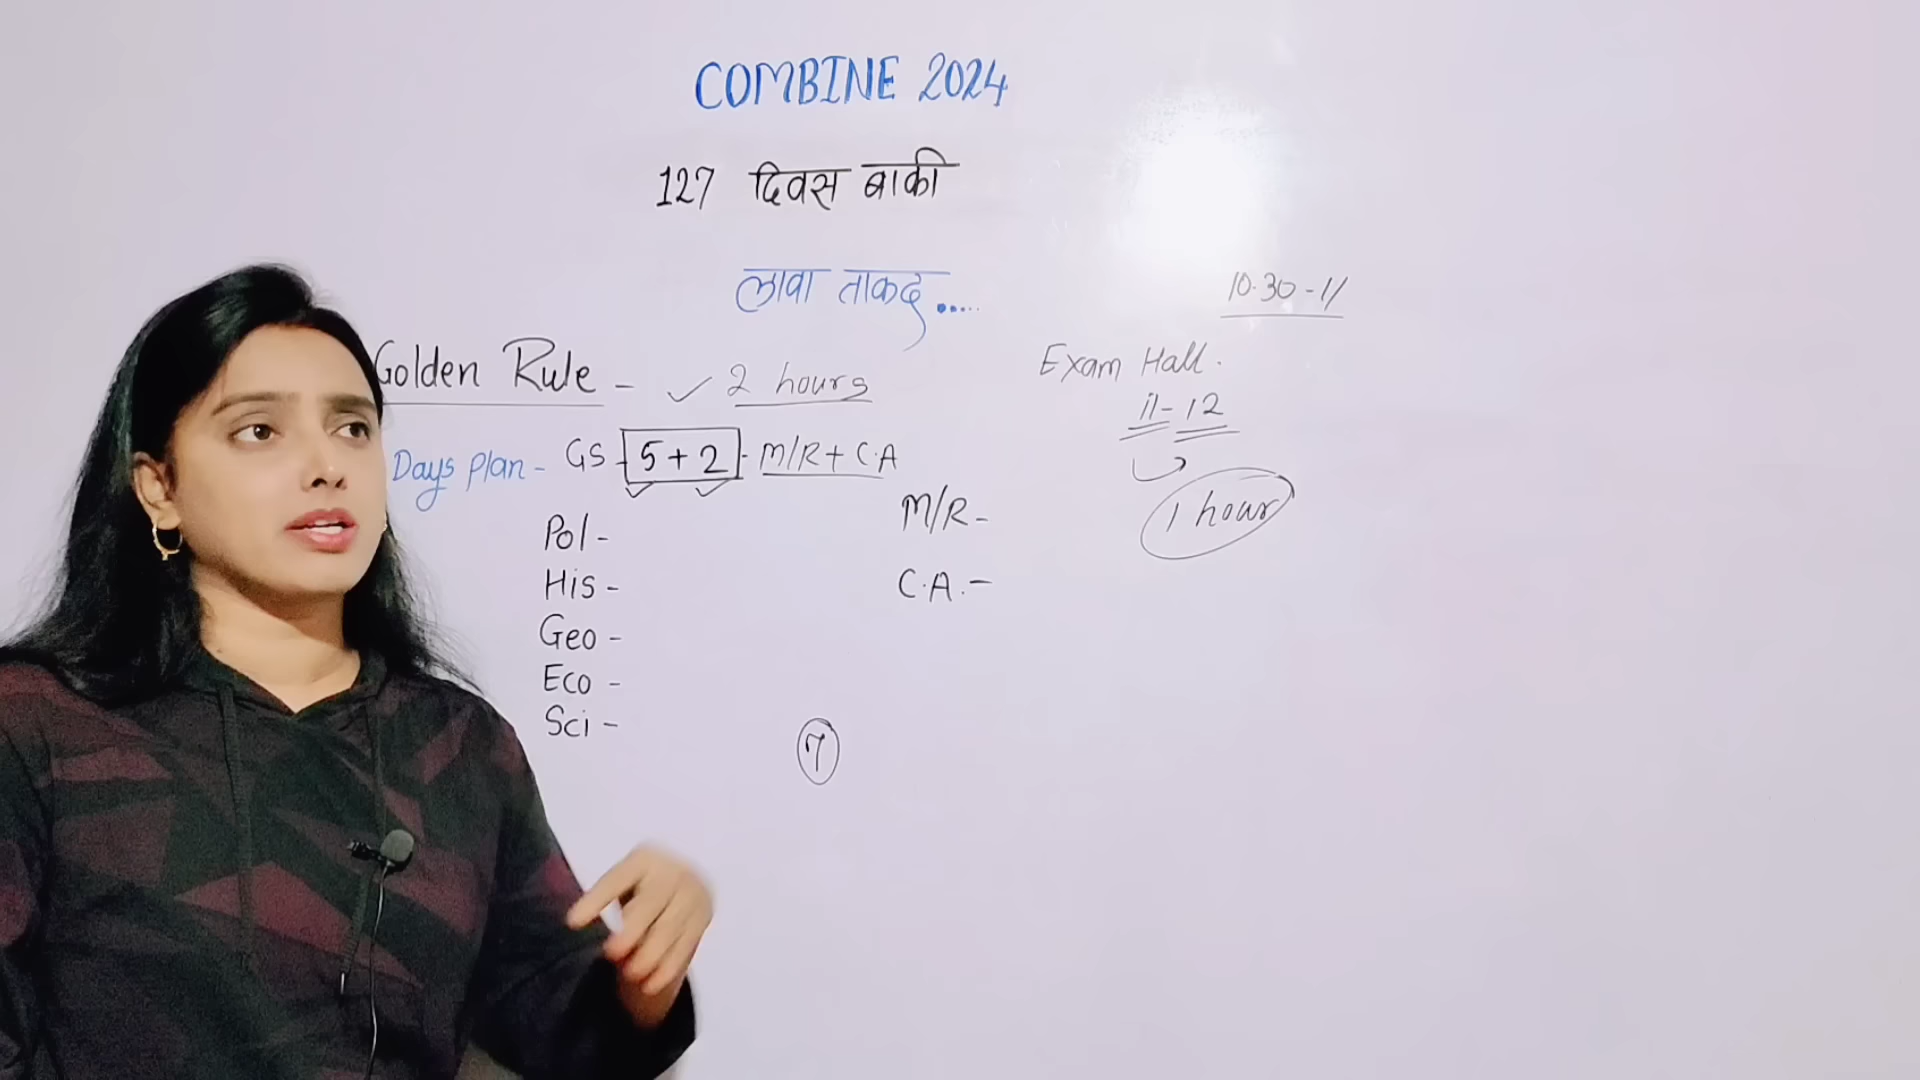 COMBINE 2024
127 दिवस बाकी
लावा ताकद.....
10.30-11
Golden Rule - ✓ 2 hours
Exam Hall.
11-12
Days plan - GS - 5+2 - M/R + C.A
1 hour
Pol -
M/R -
His -
C.A. -
Geo -
Eco -
Sci -
7